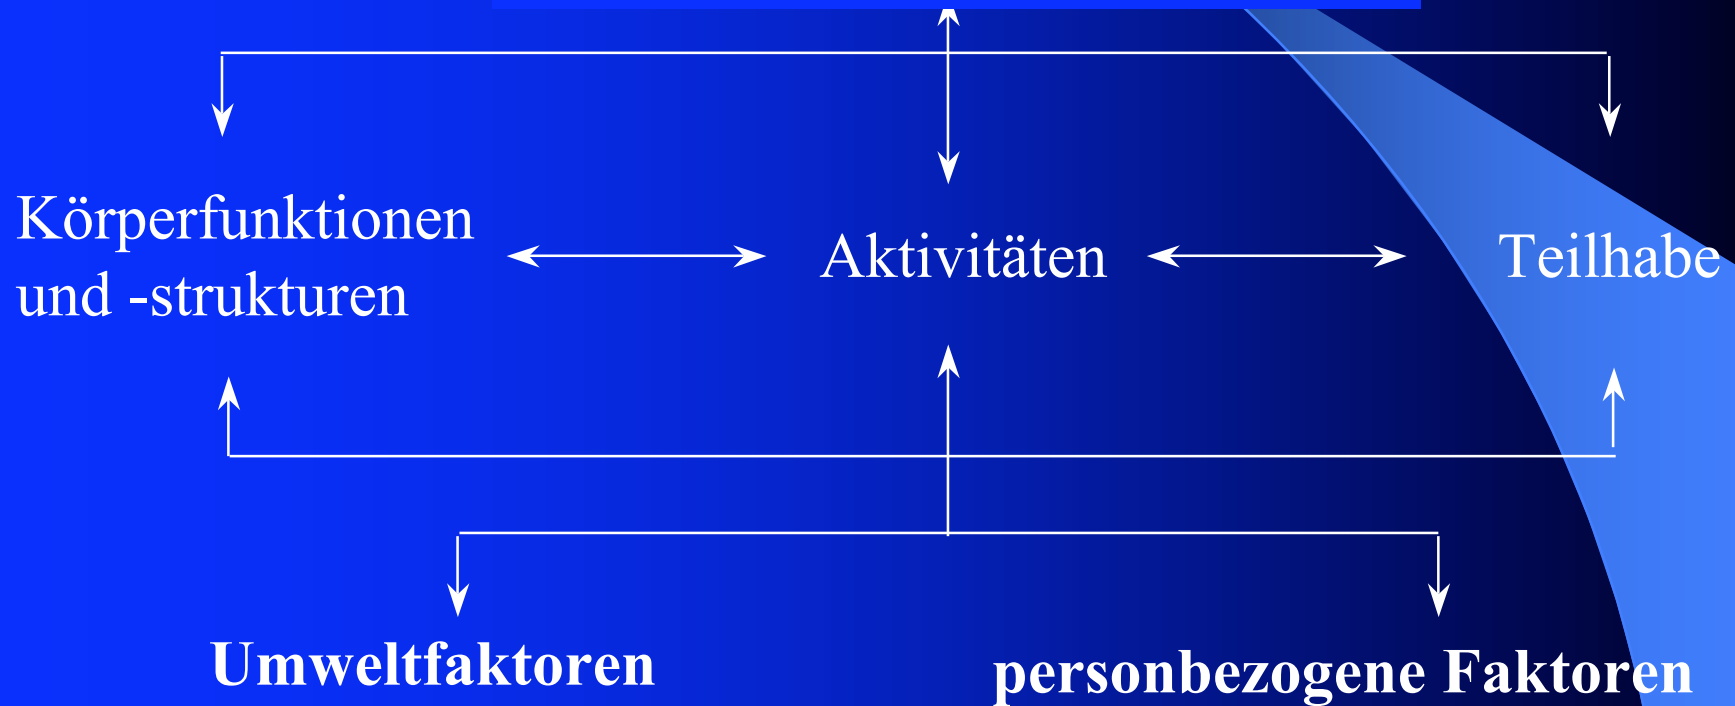 Körperfunktionen
und -strukturen
Aktivitäten
Teilhabe
Umweltfaktoren
personbezogene Faktoren